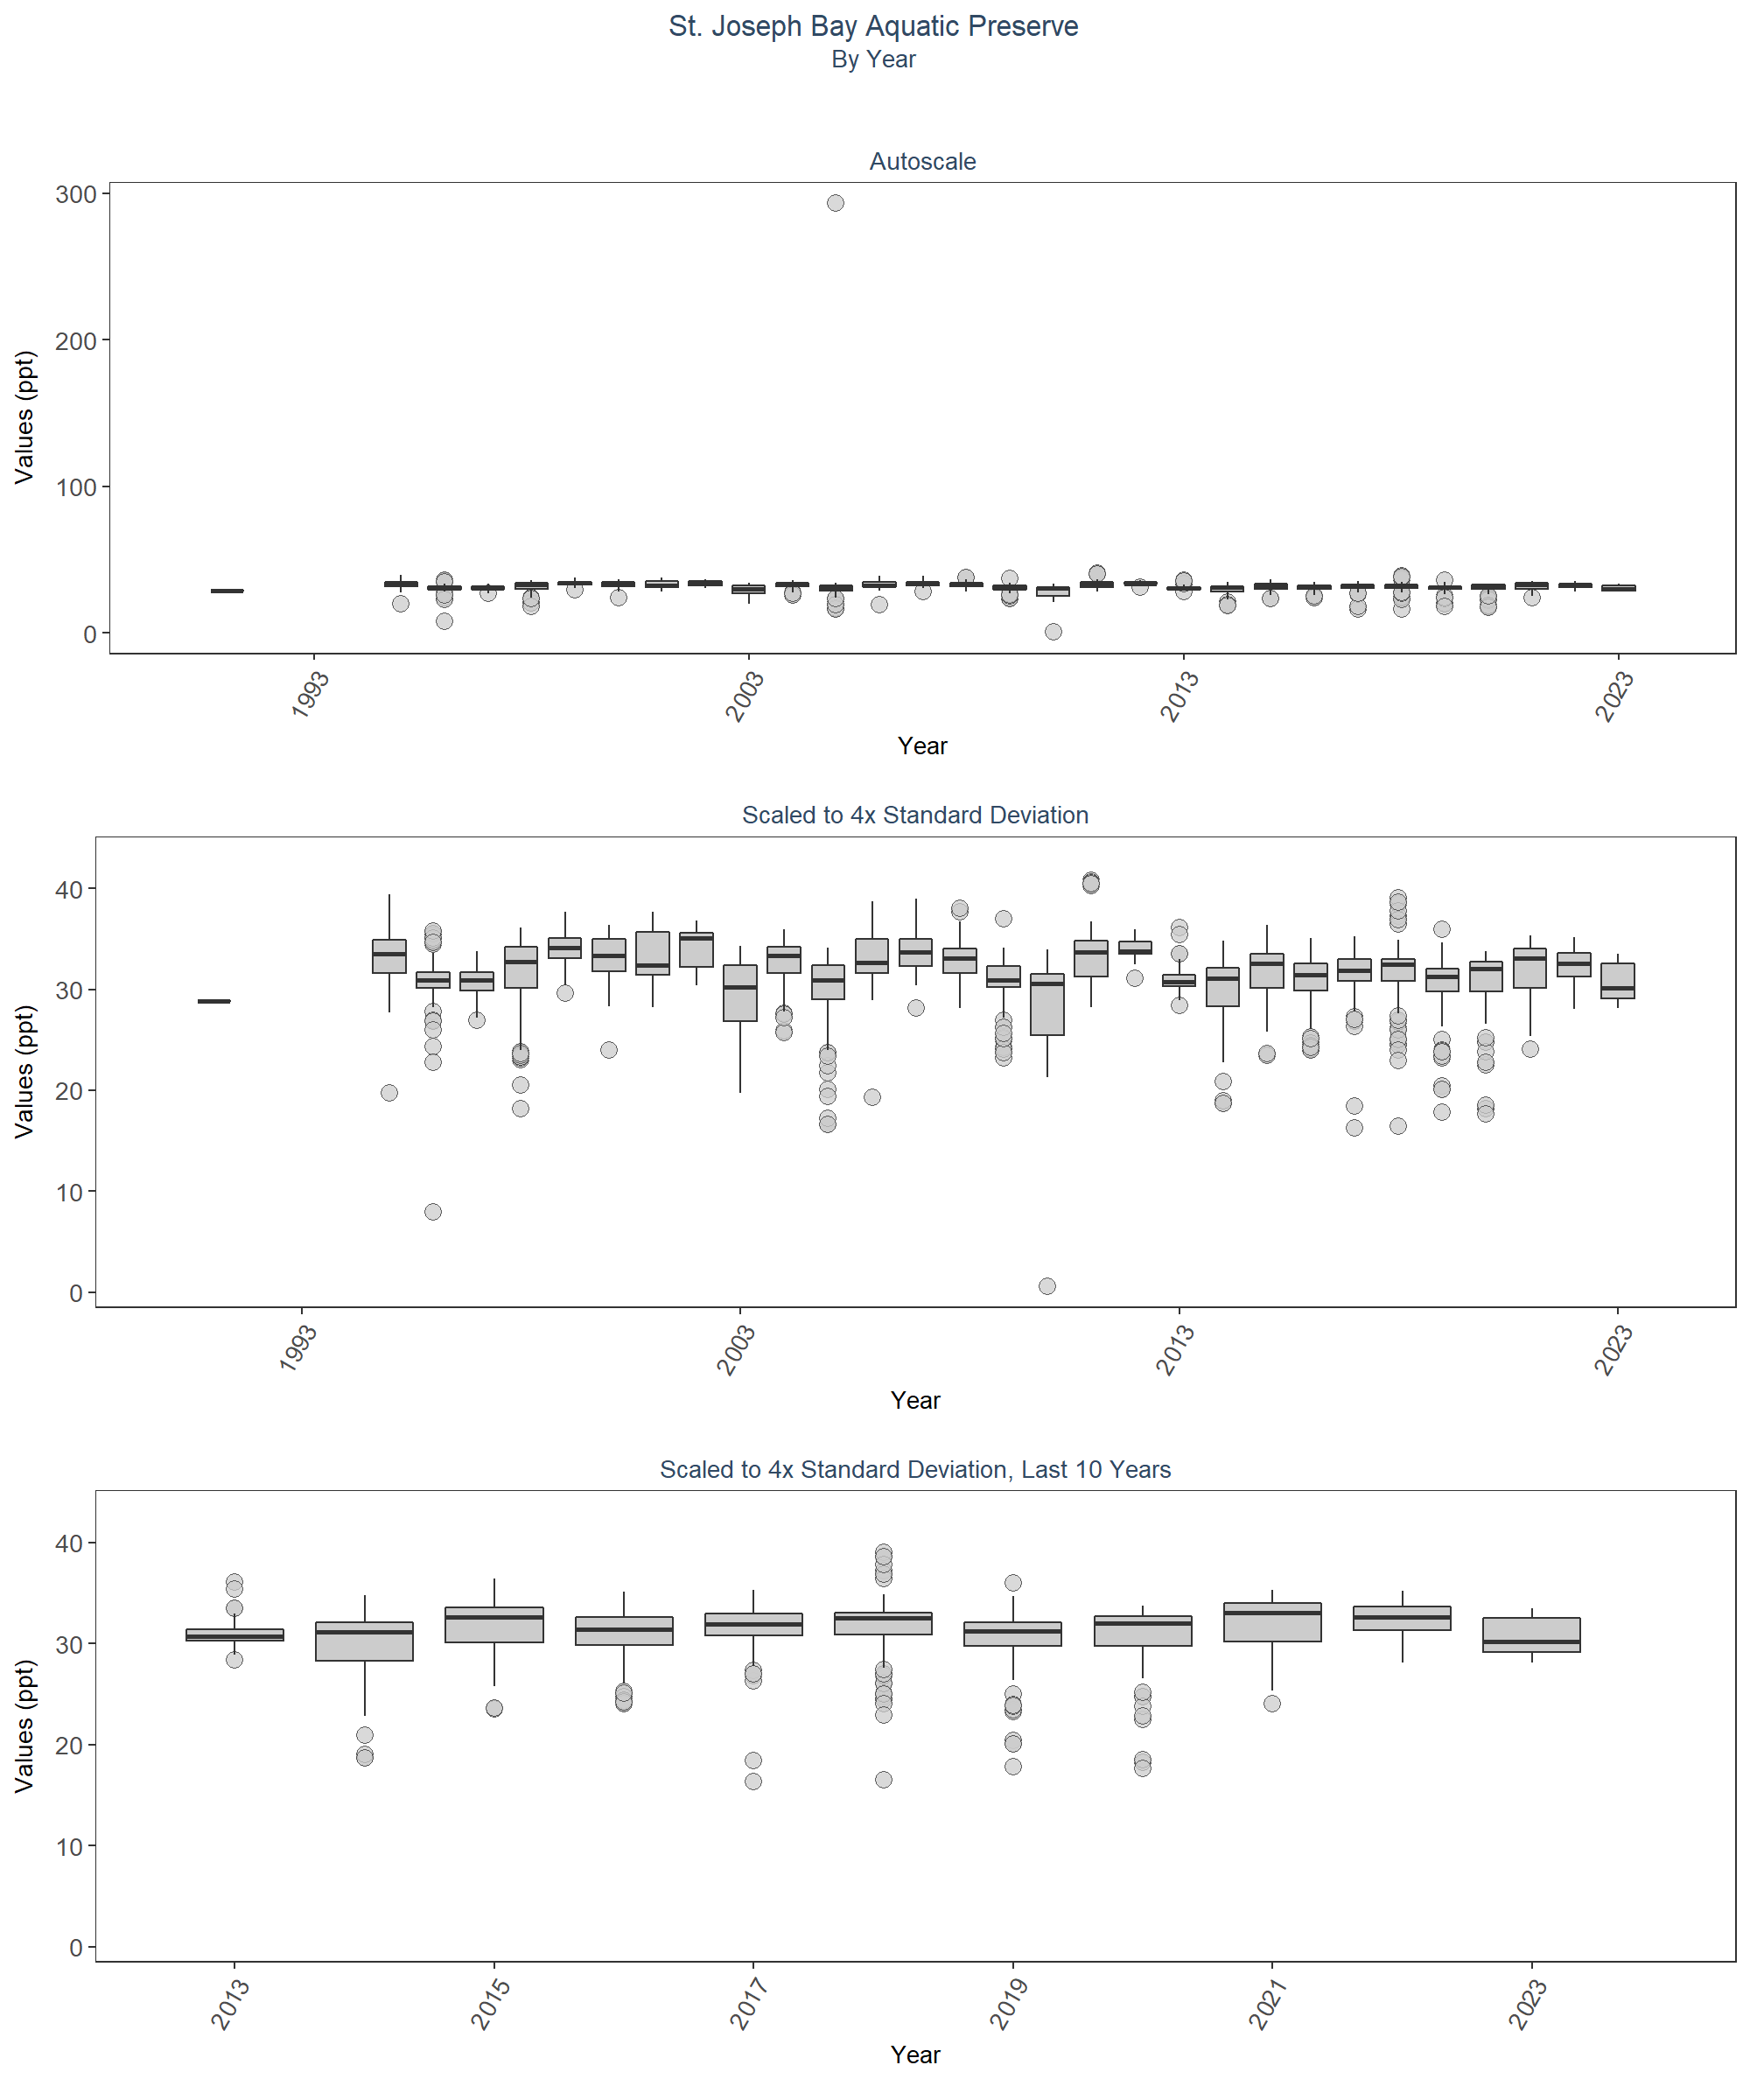 St. Joseph Bay Aquatic Preserve
By Year
Autoscale
300
200
100
0
Values (ppt)
1993
2003
2013
2023
Year
Scaled to 4x Standard Deviation
40
30
20
10
0
Values (ppt)
1993
2003
2013
2023
Year
Scaled to 4x Standard Deviation, Last 10 Years
40
30
20
10
0
Values (ppt)
2013
2015
2017
2019
2021
2023
Year